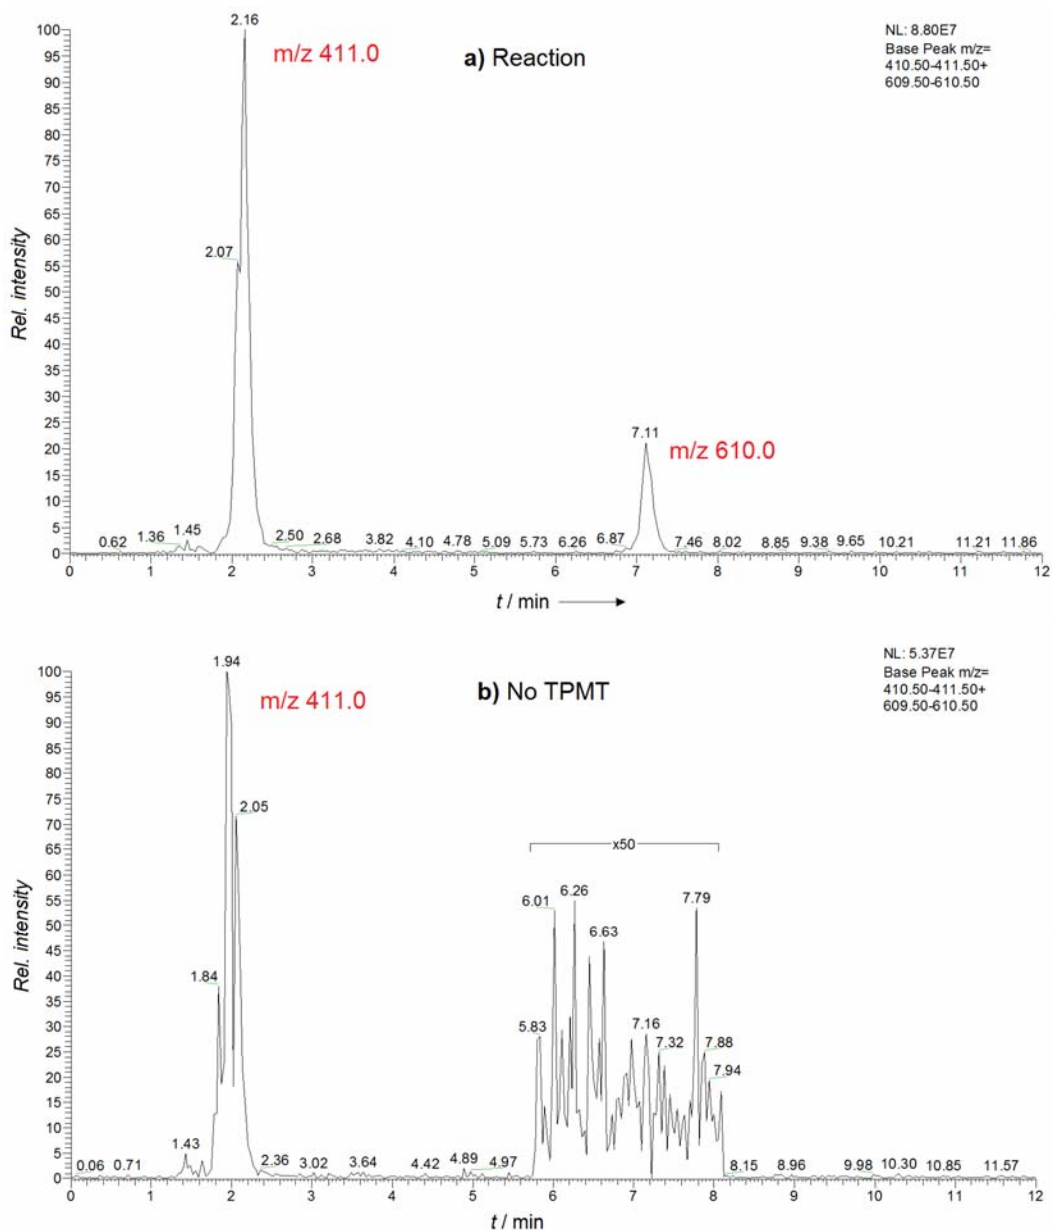 2.16
m/z 411.0
a) Reaction
NL: 8.80E7
Base Peak m/z=
410.50-411.50+
609.50-610.50
Rel. intensity
100
95
90
85
80
75
70
65
60
55
50
45
40
35
30
25
20
15
10
5
0
2.07
7.11
m/z 610.0
0.62 1.36 1.45 2.50 2.68 3.82 4.10 4.78 5.09 5.73 6.26 6.87 7.46 8.02 8.85 9.38 9.65 10.21 11.21 11.86
0 1 2 3 4 5 6 7 8 9 10 11 12
t / min
1.94
m/z 411.0
b) No TPMT
NL: 5.37E7
Base Peak m/z=
410.50-411.50+
609.50-610.50
Rel. intensity
100
95
90
85
80
75
70
65
60
55
50
45
40
35
30
25
20
15
10
5
0
2.05
x50
6.01 6.26 7.79
6.63
1.84
5.83 7.16 7.32 7.88
7.94
1.43
0.06 0.71 2.36 3.02 3.64 4.42 4.89 4.97 8.15 8.96 9.98 10.30 10.85 11.57
0 1 2 3 4 5 6 7 8 9 10 11 12
t / min